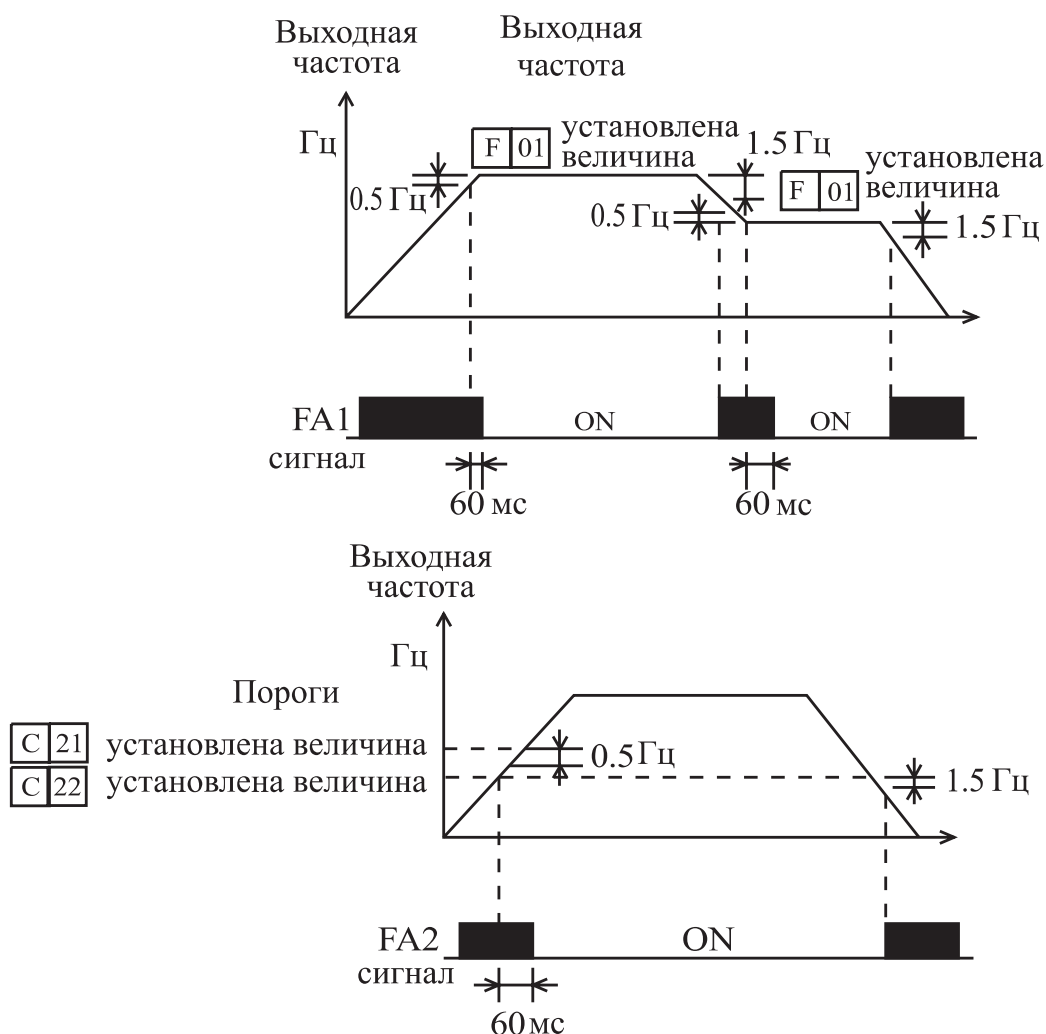 Выходная
частота
Выходная
частота
Гц
F 01
установлена
величина
1.5 Гц
установлена
величина
F 01
0.5 Гц
0.5 Гц
1.5 Гц
FA1
сигнал
ON
ON
60 мс
60 мс
Выходная
частота
Гц
Пороги
C 21 установлена величина
0.5 Гц
C 22 установлена величина
1.5 Гц
FA2
сигнал
ON
60 мс